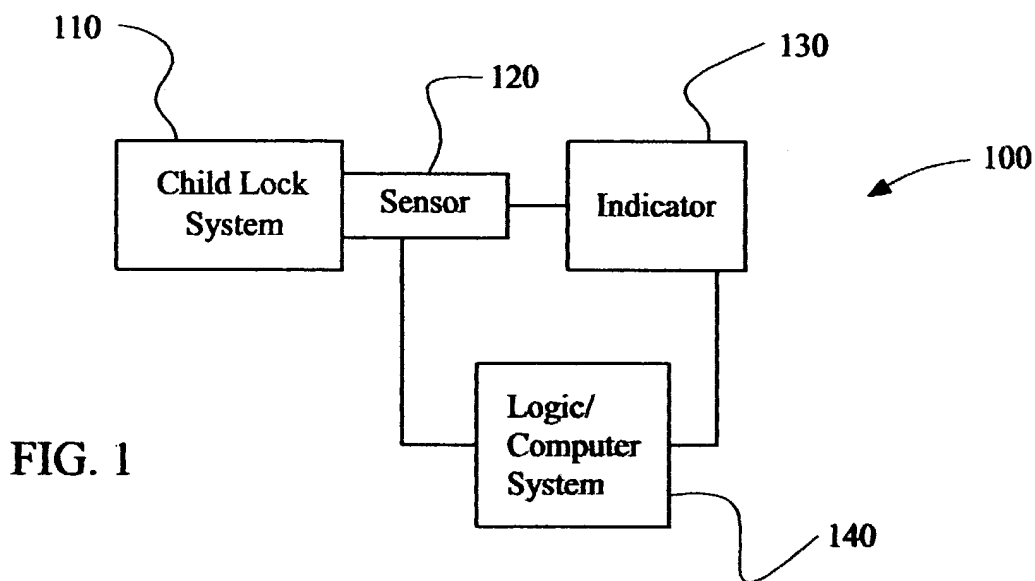 110
130
120
100
Child Lock
System
Sensor
Indicator
Logic/
Computer
System
FIG. 1
140